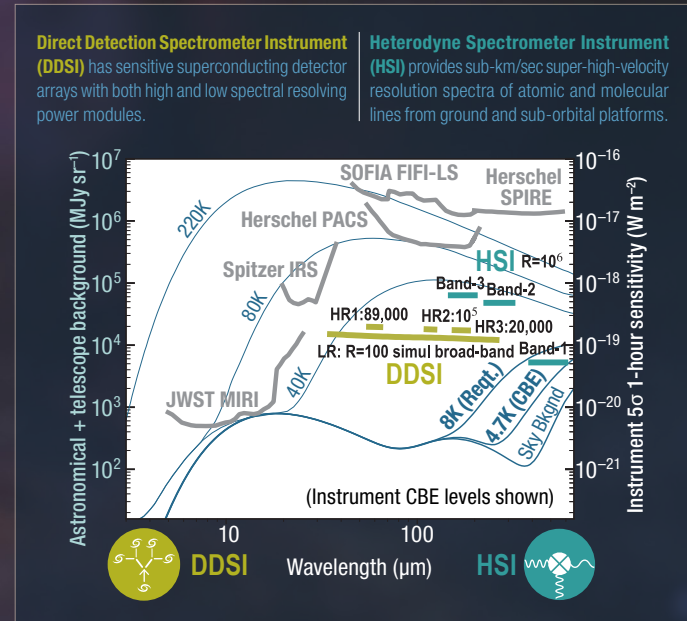 Direct Detection Spectrometer Instrument
(DDSI) has sensitive superconducting detector
arrays with both high and low spectral resolving
power modules.
Heterodyne Spectrometer Instrument
(HSI) provides sub-km/sec super-high-velocity
resolution spectra of atomic and molecular
lines from ground and sub-orbital platforms.
Astronomical + telescope background (MJy sr⁻¹)
10⁷
10⁶
10⁵
10⁴
10³
10²
220K
80K
40K
SOFIA FIFI-LS
Herschel
SPIRE
Herschel PACS
Spitzer IRS
JWST MIRI
HSI R=10⁶
Band-3
Band-2
Band-1
HR1:89,000
HR2:10⁵
HR3:20,000
LR: R=100 simul broad-band
DDSI
8K (Reqt.)
4.7K (CBE)
Sky Bkgnd
(Instrument CBE levels shown)
10⁻¹⁶
10⁻¹⁷
10⁻¹⁸
10⁻¹⁹
10⁻²⁰
10⁻²¹
Instrument 5σ 1-hour sensitivity (W m⁻²)
10
100
DDSI
Wavelength (µm)
HSI